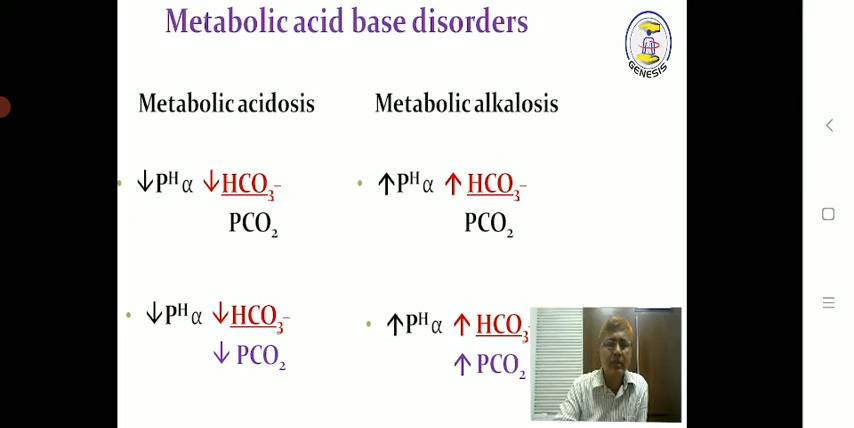 Metabolic acid base disorders
GENESIS
Metabolic acidosis
Metabolic alkalosis
• ↓Pᴴ α ↓HCO₃⁻
PCO₂
• ↑Pᴴ α ↑HCO₃⁻
PCO₂
• ↓Pᴴ α ↓HCO₃⁻
↓ PCO₂
• ↑Pᴴ α ↑HCO₃
↑ PCO₂